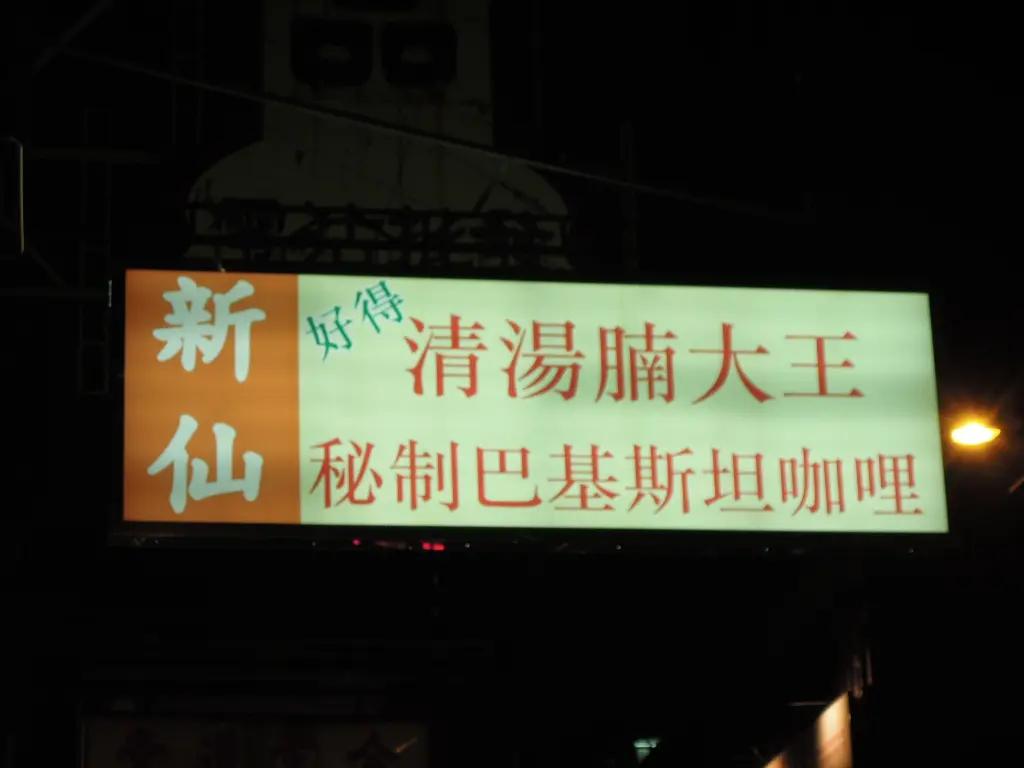 新仙
好得
清湯腩大王
秘制巴基斯坦咖哩